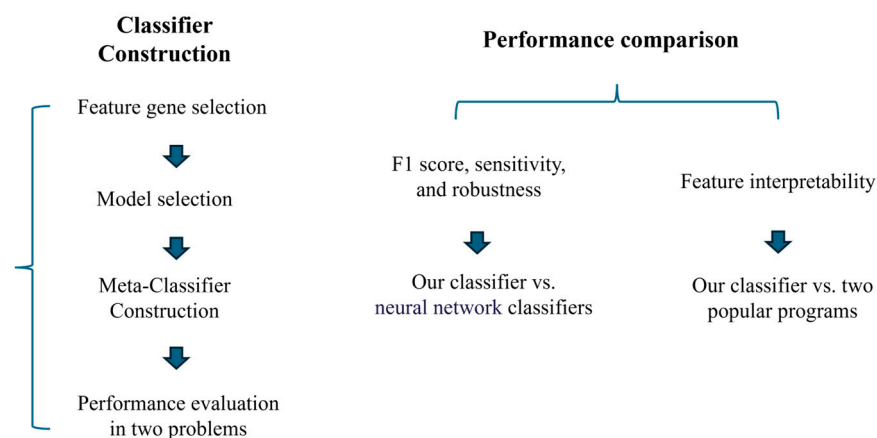 Classifier
Construction
Feature gene selection
Model selection
Meta-Classifier
Construction
Performance evaluation
in two problems
Performance comparison
F1 score, sensitivity,
and robustness
Our classifier vs.
neural network classifiers
Feature interpretability
Our classifier vs. two
popular programs